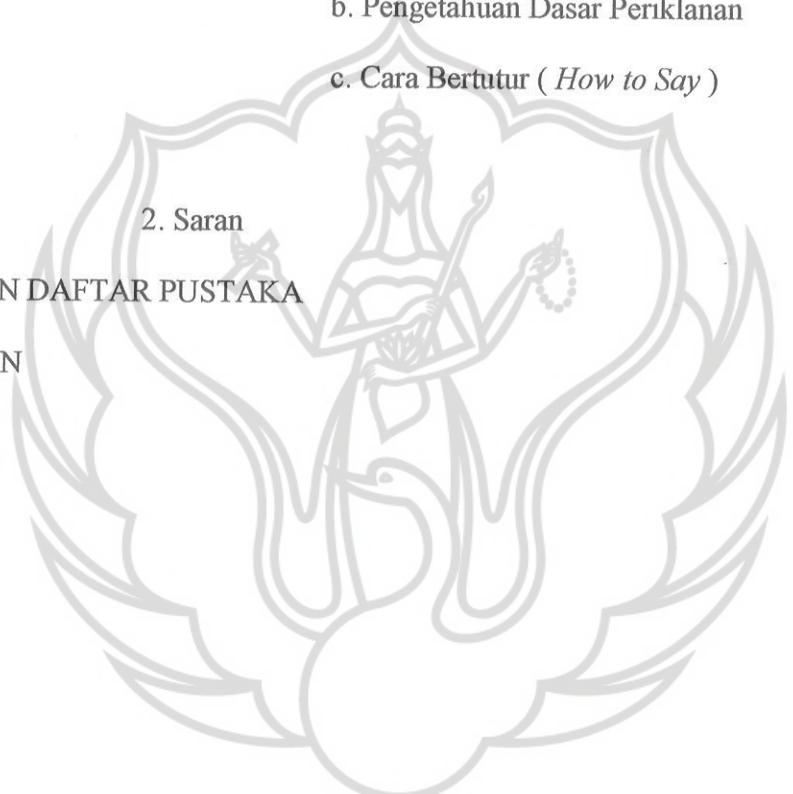 b. Pengetahuan Dasar Periklanan
c. Cara Bertutur ( How to Say )
2. Saran
N DAFTAR PUSTAKA
N